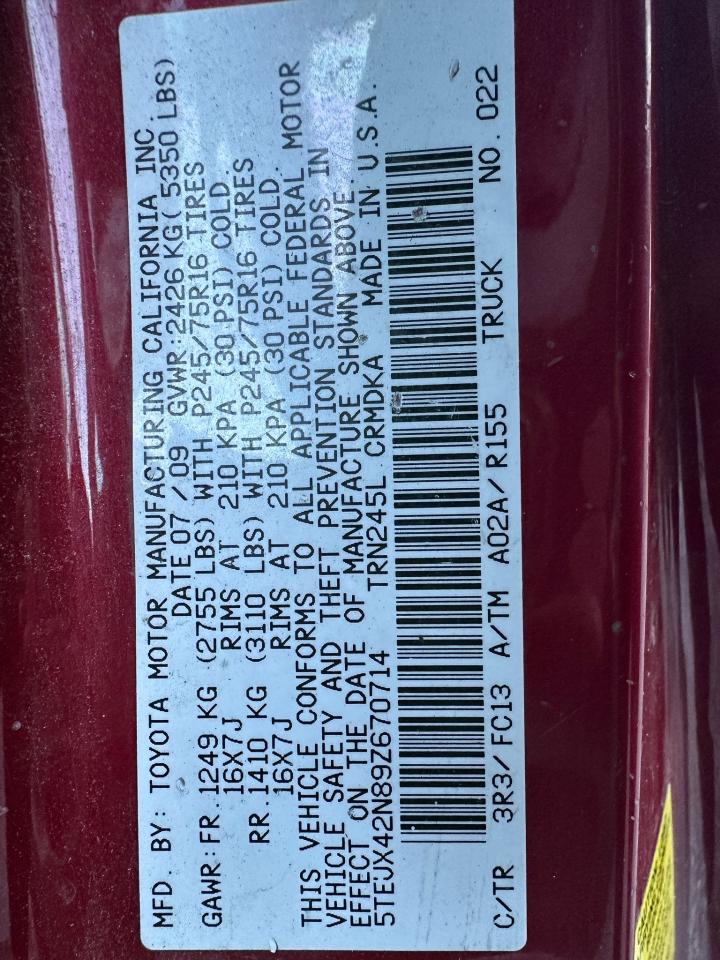 MFD. BY: TOYOTA MOTOR MANUFACTURING CALIFORNIA INC.
DATE 07 / 09 GVWR: 2426 KG( 5350 LBS)
GAWR: FR. 1249 KG (2755 LBS) WITH P245/75R16 TIRES
16X7J RIMS AT 210 KPA (30 PSI) COLD.
RR. 1410 KG (3110 LBS) WITH P245/75R16 TIRES
16X7J RIMS AT 210 KPA (30 PSI) COLD.
THIS VEHICLE CONFORMS TO ALL APPLICABLE FEDERAL MOTOR
VEHICLE SAFETY AND THEFT PREVENTION STANDARDS IN
EFFECT ON THE DATE OF MANUFACTURE SHOWN ABOVE.
5TEJX42N89Z670714 TRN245L CRMDKA MADE IN U.S.A.
C/TR 3R3/FC13 A/TM A02A/R155 TRUCK NO. 022